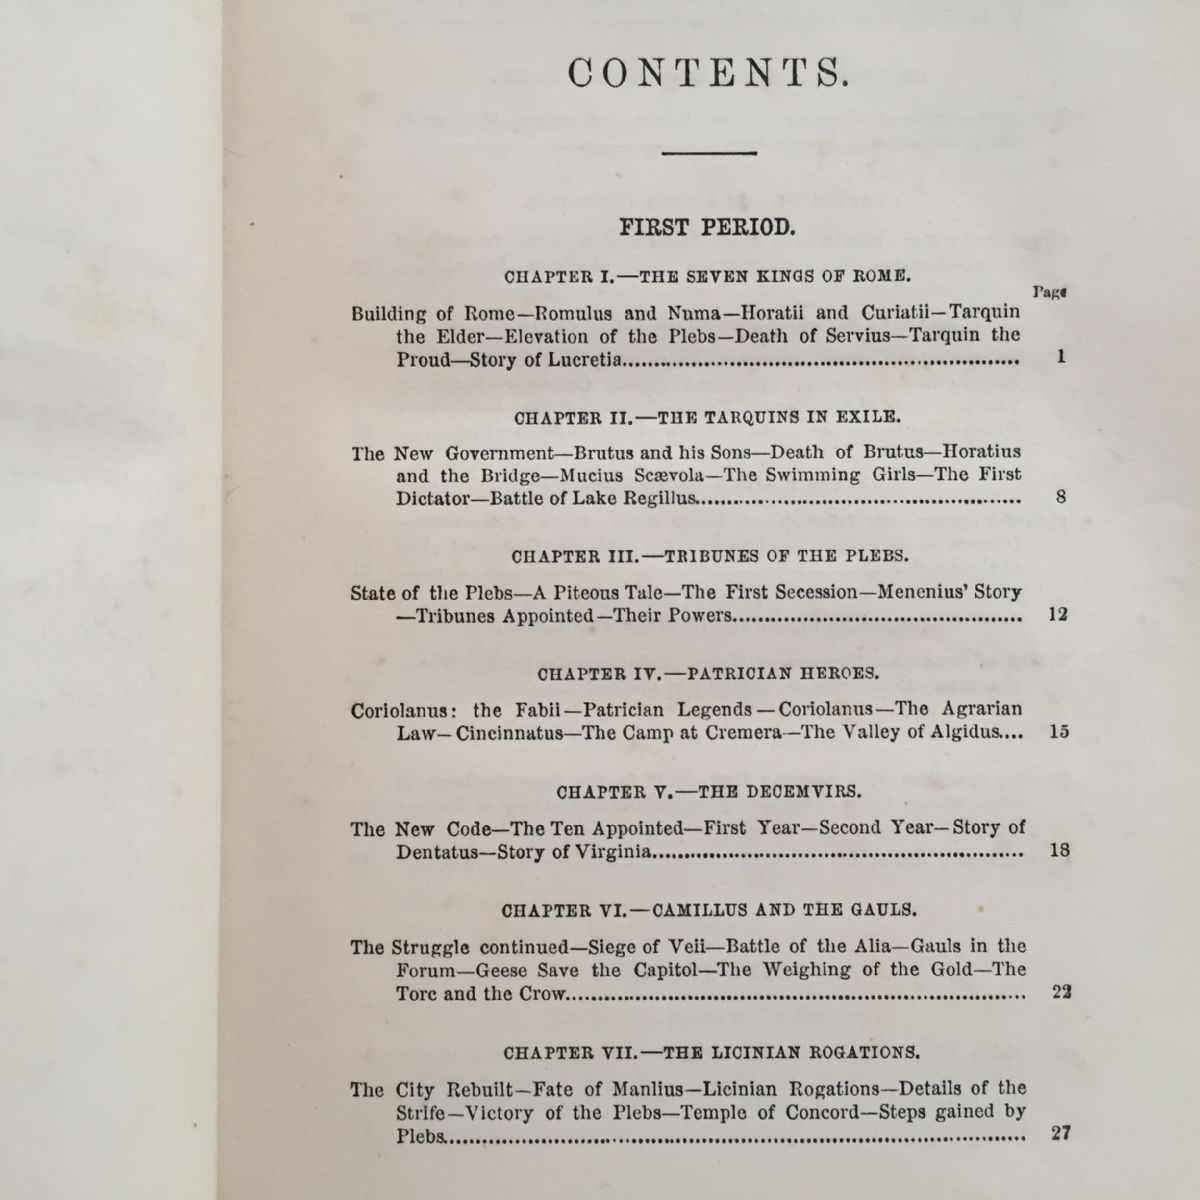 CONTENTS.
FIRST PERIOD.
CHAPTER I.—THE SEVEN KINGS OF ROME.
Page
Building of Rome—Romulus and Numa—Horatii and Curiatii—Tarquin
the Elder—Elevation of the Plebs—Death of Servius—Tarquin the
Proud—Story of Lucretia.................................................... 1
CHAPTER II.—THE TARQUINS IN EXILE.
The New Government—Brutus and his Sons—Death of Brutus—Horatius
and the Bridge—Mucius Scævola—The Swimming Girls—The First
Dictator—Battle of Lake Regillus........................................... 8
CHAPTER III.—TRIBUNES OF THE PLEBS.
State of the Plebs—A Piteous Tale—The First Secession—Menenius' Story
—Tribunes Appointed—Their Powers...................................... 12
CHAPTER IV.—PATRICIAN HEROES.
Coriolanus: the Fabii—Patrician Legends—Coriolanus—The Agrarian
Law—Cincinnatus—The Camp at Cremera—The Valley of Algidus.... 15
CHAPTER V.—THE DECEMVIRS.
The New Code—The Ten Appointed—First Year—Second Year—Story of
Dentatus—Story of Virginia................................................. 18
CHAPTER VI.—CAMILLUS AND THE GAULS.
The Struggle continued—Siege of Veii—Battle of the Alia—Gauls in the
Forum—Geese Save the Capitol—The Weighing of the Gold—The
Torc and the Crow............................................................ 22
CHAPTER VII.—THE LICINIAN ROGATIONS.
The City Rebuilt—Fate of Manlius—Licinian Rogations—Details of the
Strife—Victory of the Plebs—Temple of Concord—Steps gained by
Plebs............................................................................ 27